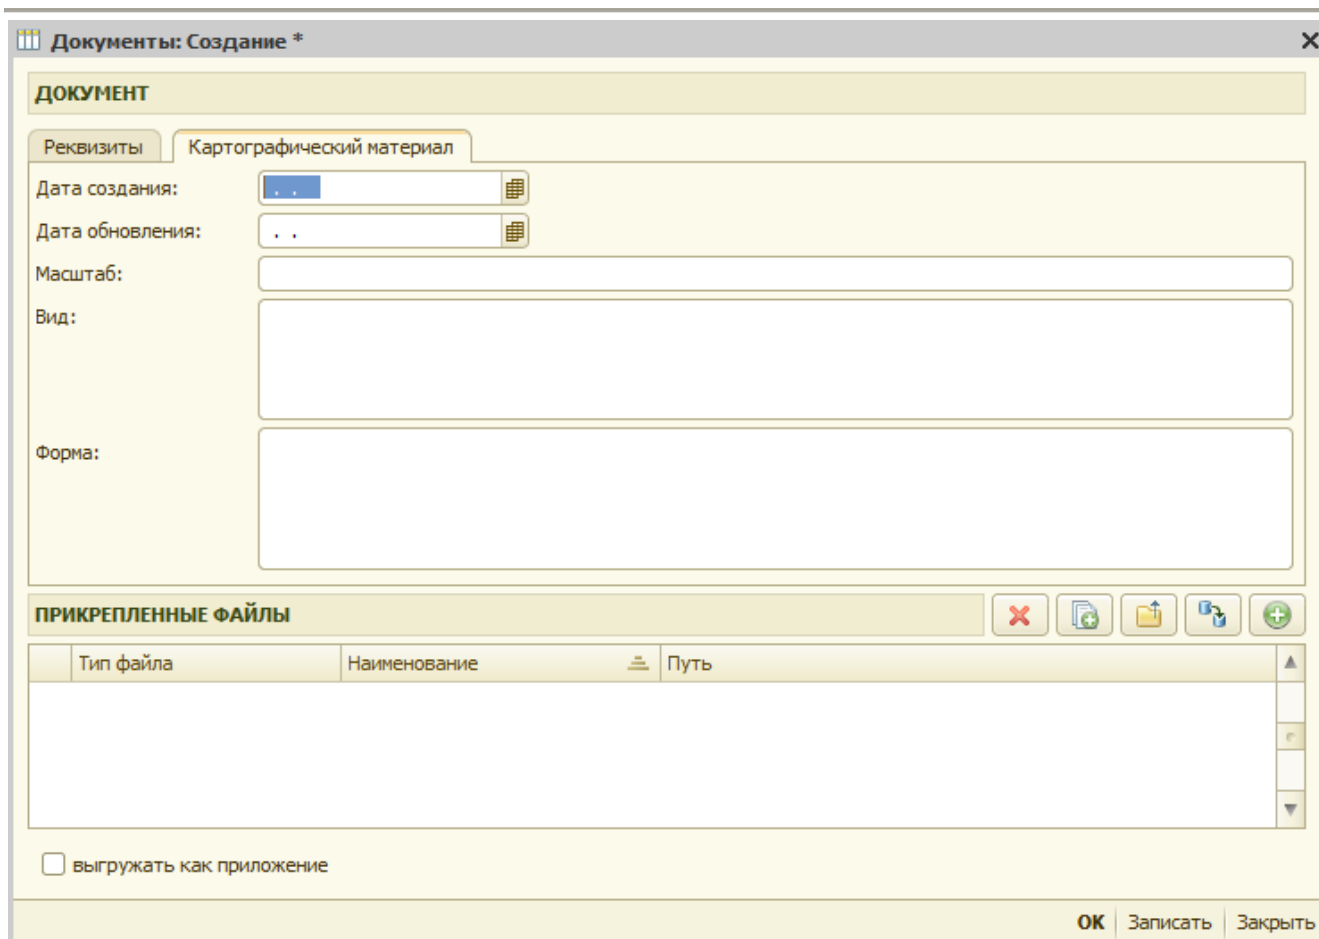 Документы: Создание *
ДОКУМЕНТ
Реквизиты Картографический материал
Дата создания: . .
Дата обновления: . .
Масштаб:
Вид:
Форма:
ПРИКРЕПЛЕННЫЕ ФАЙЛЫ
Тип файла Наименование Путь
выгружать как приложение
ОК Записать Закрыть